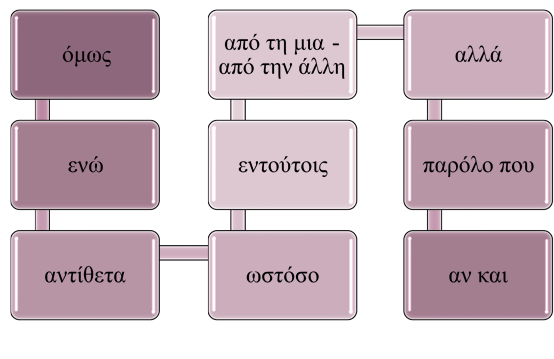 όμως
ενώ
αντίθετα
ωστόσο
εντούτοις
από τη μια -
από την άλλη
αλλά
παρόλο που
αν και